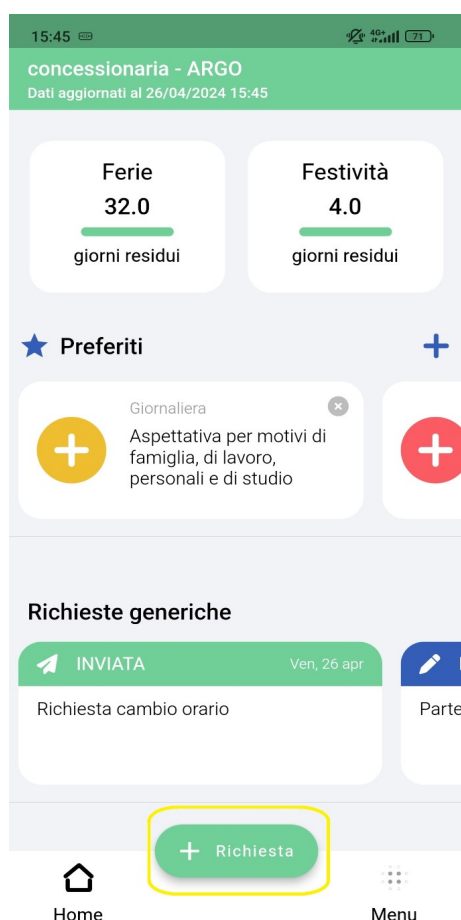 15:45
4G+
71
concessionaria - ARGO
Dati aggiornati al 26/04/2024 15:45
Ferie
32.0
giorni residui
Festività
4.0
giorni residui
Preferiti
Giornaliera
Aspettativa per motivi di
famiglia, di lavoro,
personali e di studio
Richieste generiche
INVIATA
Ven, 26 apr
Richiesta cambio orario
Parte
+ Richiesta
Home
Menu